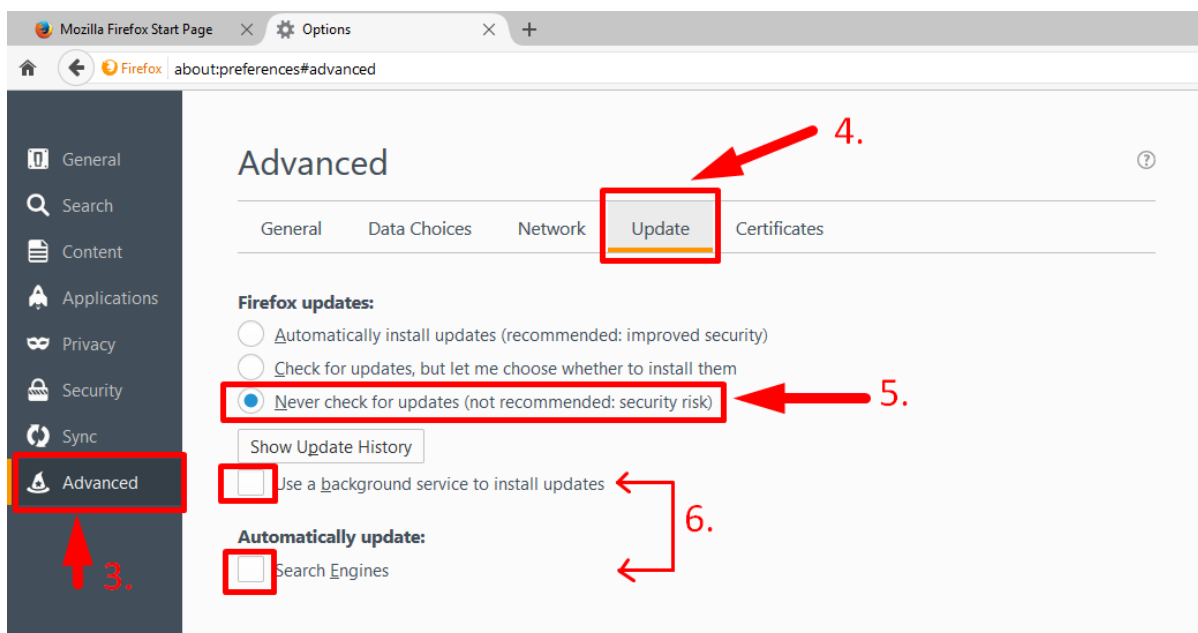 Mozilla Firefox Start Page
Options
Firefox about:preferences#advanced
General
Search
Content
Applications
Privacy
Security
Sync
Advanced
3.
Advanced
4.
General Data Choices Network Update Certificates
Firefox updates:
Automatically install updates (recommended: improved security)
Check for updates, but let me choose whether to install them
Never check for updates (not recommended: security risk)
5.
Show Update History
Use a background service to install updates
6.
Automatically update:
Search Engines